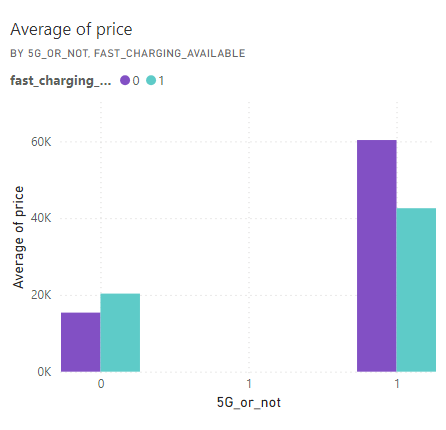 Average of price
BY 5G_OR_NOT, FAST_CHARGING_AVAILABLE
fast_charging_... 0 1
60K
40K
20K
0K
Average of price
0 1 1
5G_or_not